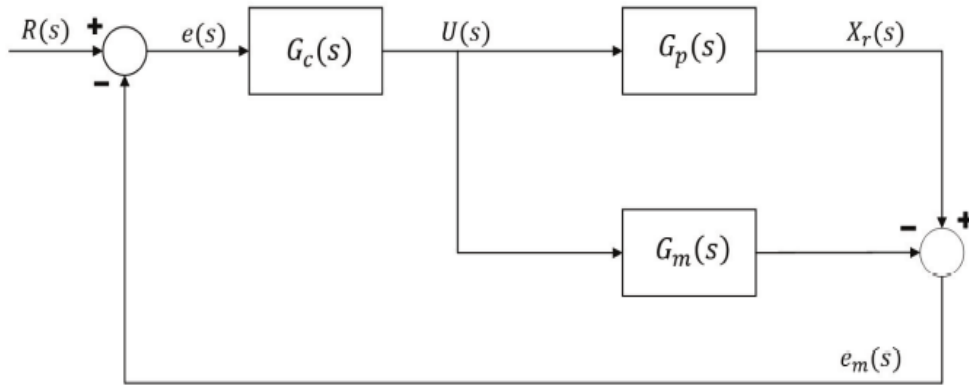 R(s)
+
−
e(s)
G_c(s)
U(s)
G_p(s)
X_r(s)
G_m(s)
−
+
e_m(s)